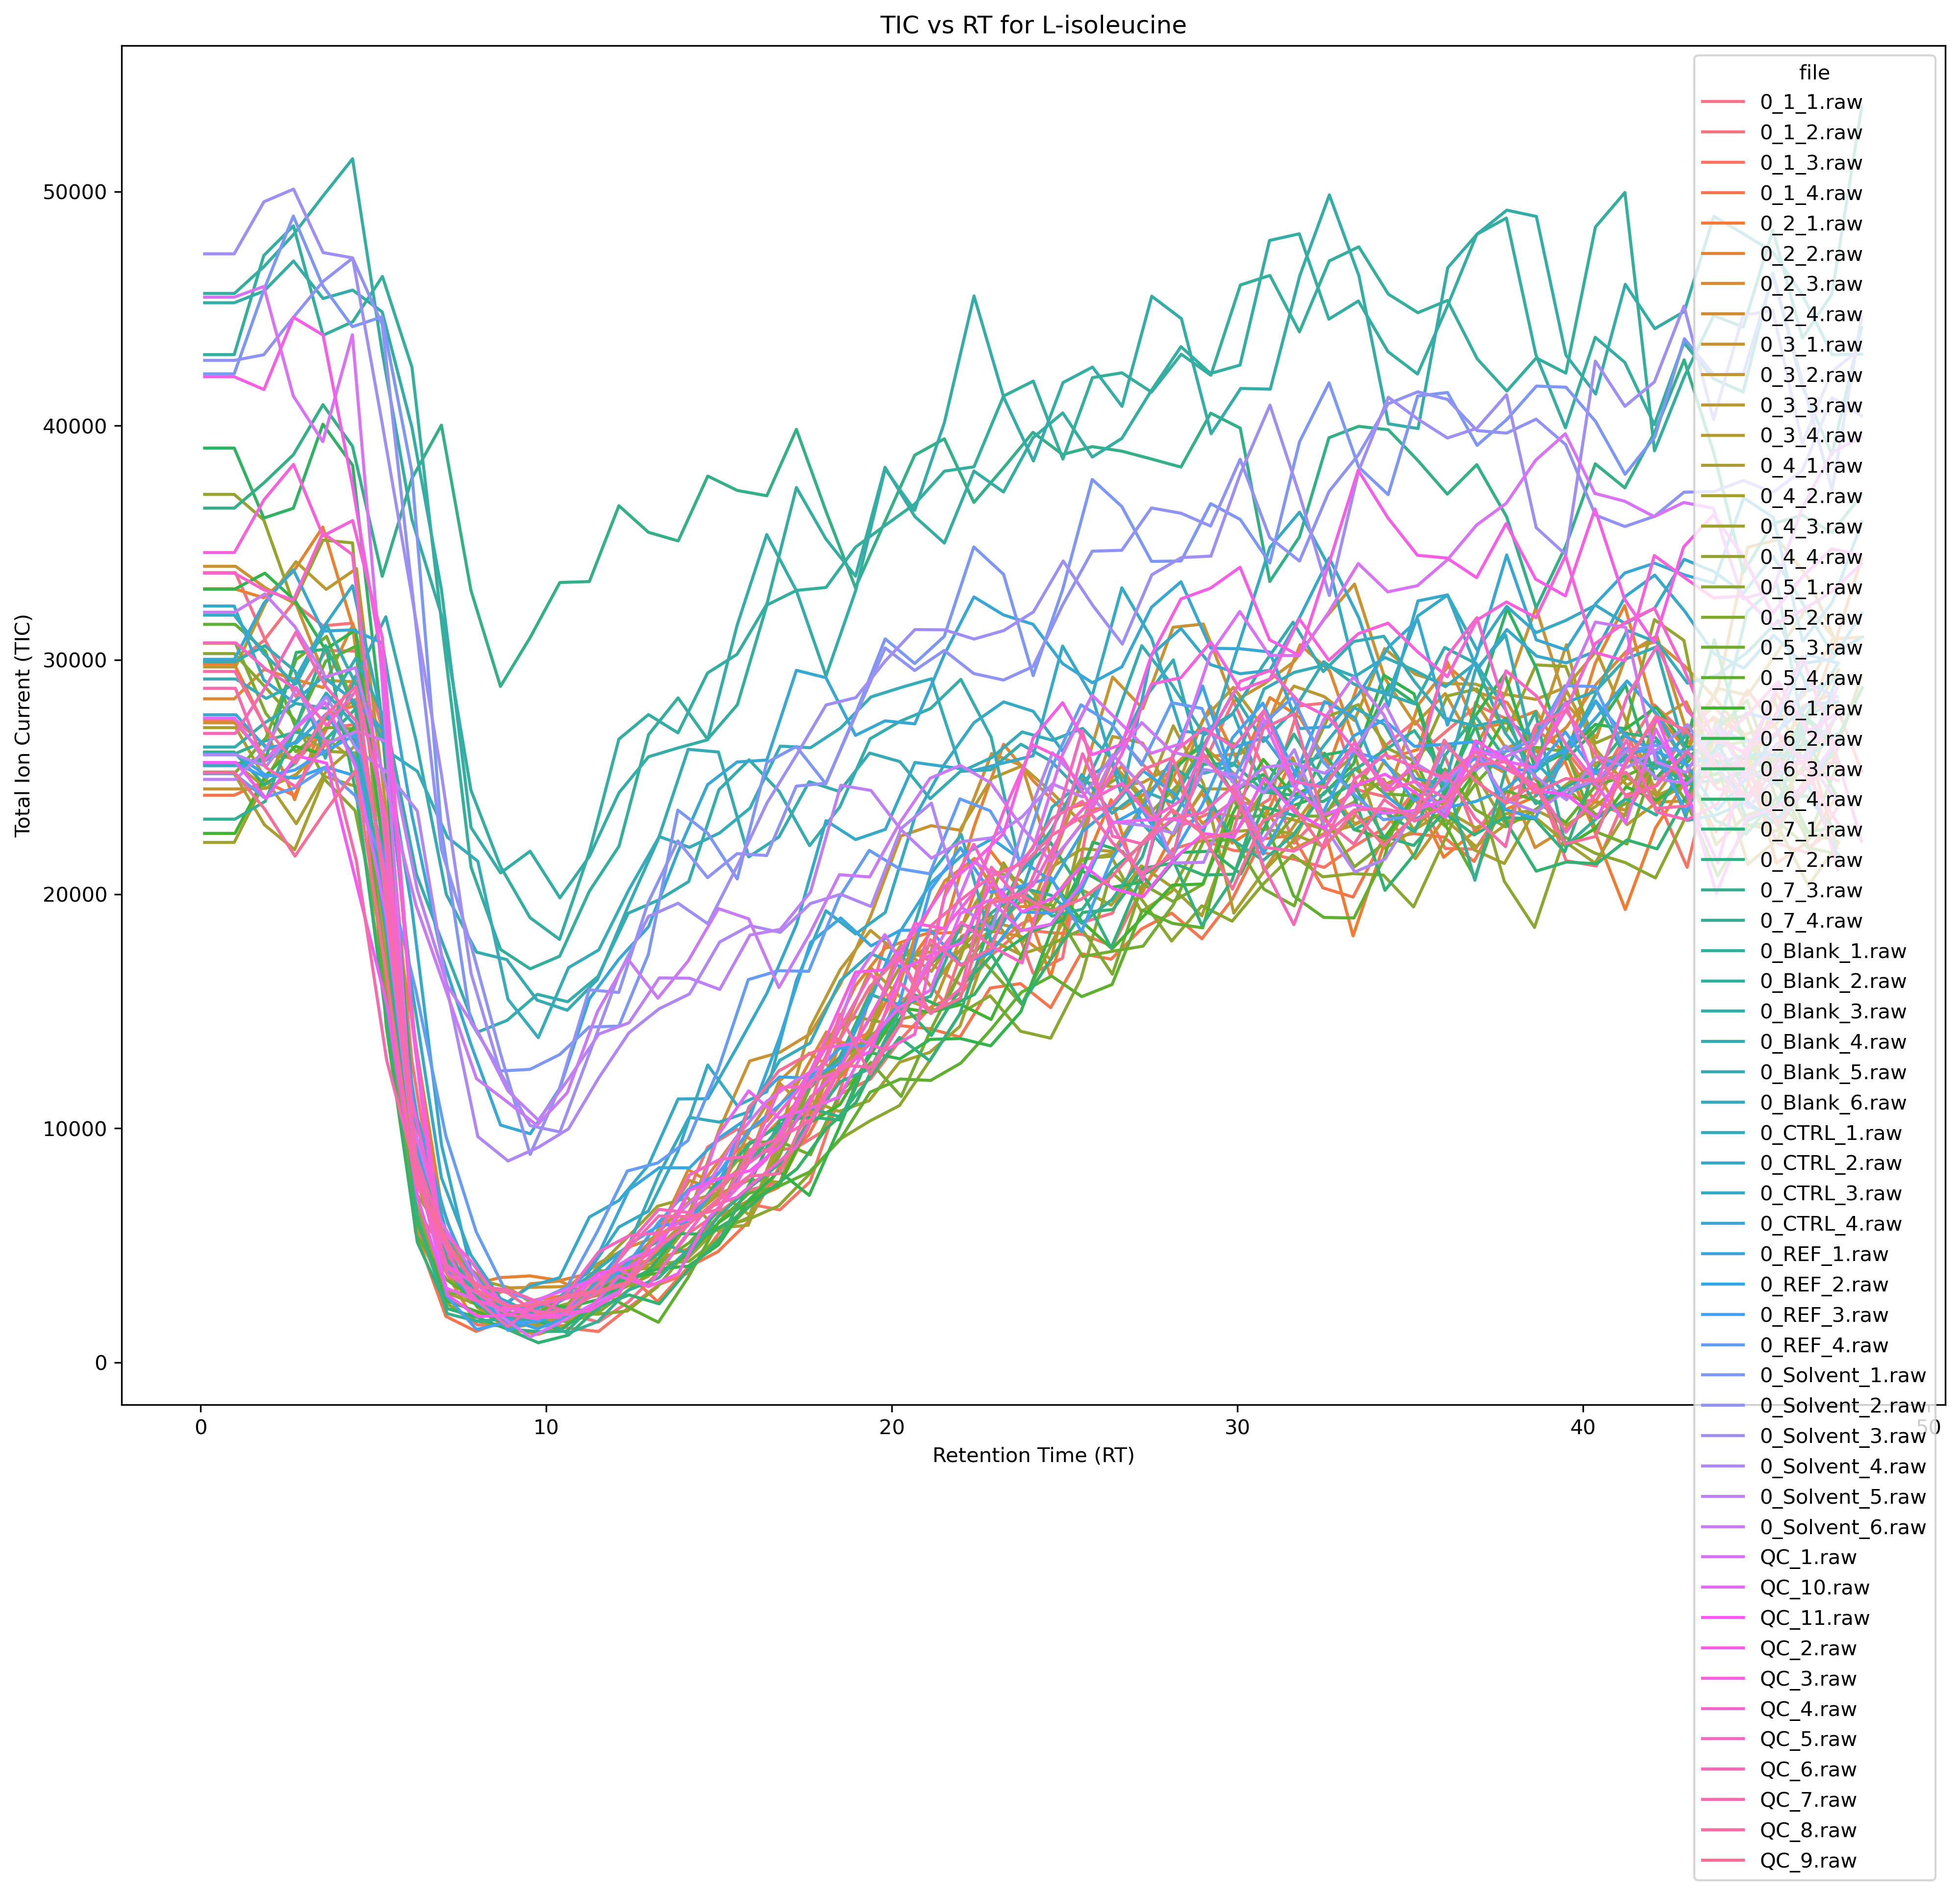 TIC vs RT for L-isoleucine
Total Ion Current (TIC)
50000
40000
30000
20000
10000
0
0
10
20
30
40
50
Retention Time (RT)
file
0_1_1.raw
0_1_2.raw
0_1_3.raw
0_1_4.raw
0_2_1.raw
0_2_2.raw
0_2_3.raw
0_2_4.raw
0_3_1.raw
0_3_2.raw
0_3_3.raw
0_3_4.raw
0_4_1.raw
0_4_2.raw
0_4_3.raw
0_4_4.raw
0_5_1.raw
0_5_2.raw
0_5_3.raw
0_5_4.raw
0_6_1.raw
0_6_2.raw
0_6_3.raw
0_6_4.raw
0_7_1.raw
0_7_2.raw
0_7_3.raw
0_7_4.raw
0_Blank_1.raw
0_Blank_2.raw
0_Blank_3.raw
0_Blank_4.raw
0_Blank_5.raw
0_Blank_6.raw
0_CTRL_1.raw
0_CTRL_2.raw
0_CTRL_3.raw
0_CTRL_4.raw
0_REF_1.raw
0_REF_2.raw
0_REF_3.raw
0_REF_4.raw
0_Solvent_1.raw
0_Solvent_2.raw
0_Solvent_3.raw
0_Solvent_4.raw
0_Solvent_5.raw
0_Solvent_6.raw
QC_1.raw
QC_10.raw
QC_11.raw
QC_2.raw
QC_3.raw
QC_4.raw
QC_5.raw
QC_6.raw
QC_7.raw
QC_8.raw
QC_9.raw